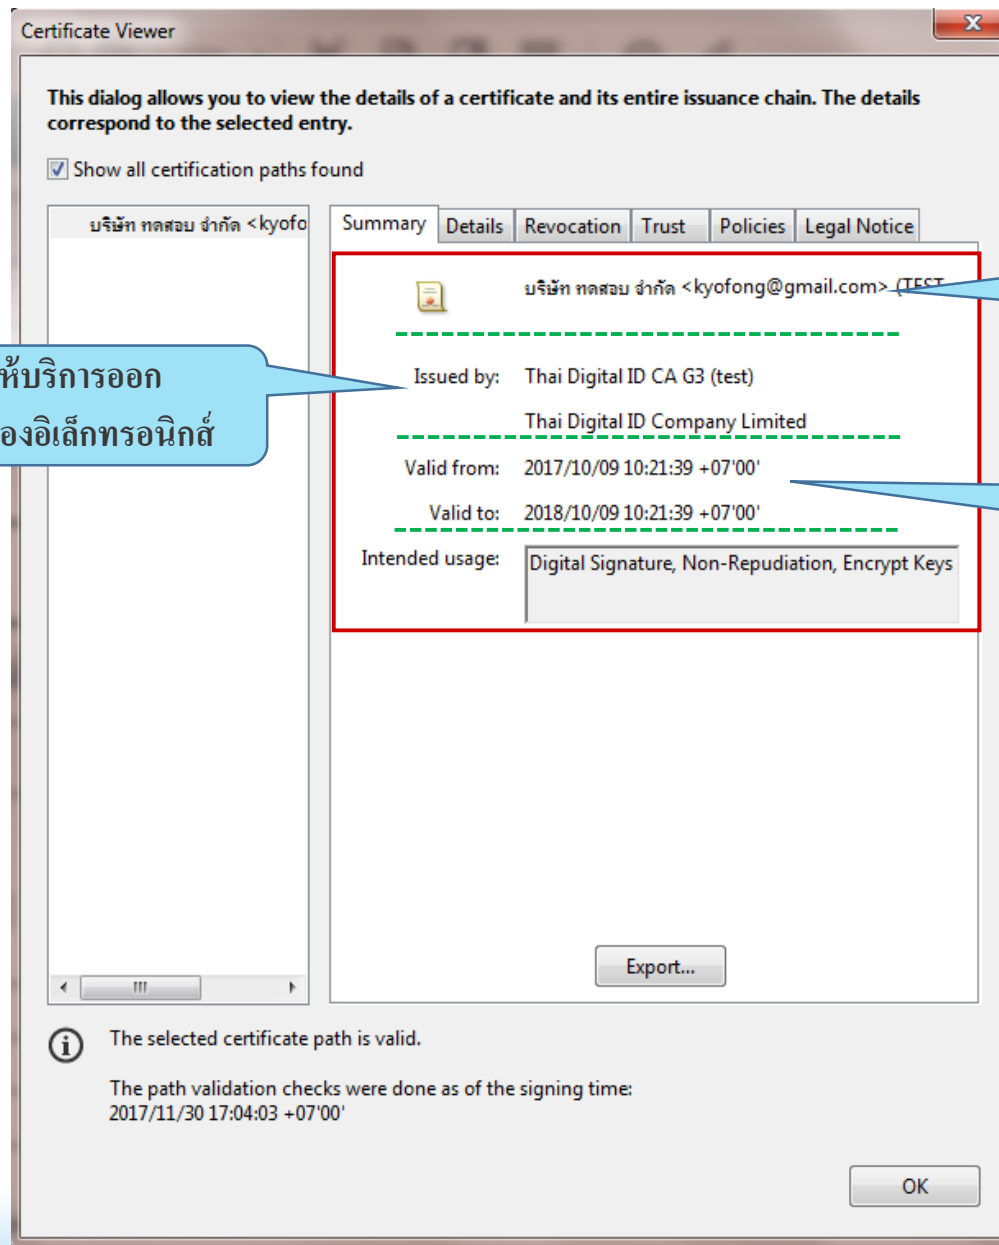 Certificate Viewer
This dialog allows you to view the details of a certificate and its entire issuance chain. The details
correspond to the selected entry.
Show all certification paths found
บริษัท ทดสอบ จำกัด <kyofo
Summary Details Revocation Trust Policies Legal Notice
บริษัท ทดสอบ จำกัด <kyofong@gmail.com> (TEST
ห้บริการออก
องอิเล็กทรอนิกส์
Issued by: Thai Digital ID CA G3 (test)
Thai Digital ID Company Limited
Valid from: 2017/10/09 10:21:39 +07'00'
Valid to: 2018/10/09 10:21:39 +07'00'
Intended usage: Digital Signature, Non-Repudiation, Encrypt Keys
Export...
The selected certificate path is valid.
The path validation checks were done as of the signing time:
2017/11/30 17:04:03 +07'00'
OK